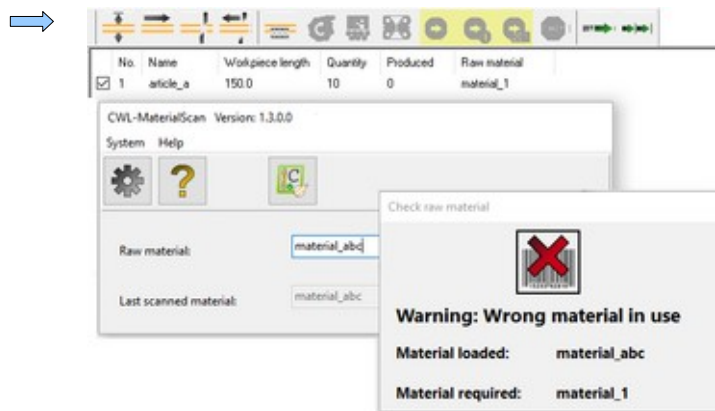 No. Name Workpiece length Quantity Produced Raw material
1 article_a 150.0 10 0 material_1
CWL-MaterialScan Version: 1.3.0.0
System Help
Check raw material
Raw material: material_abc
Last scanned material: material_abc
Warning: Wrong material in use
Material loaded: material_abc
Material required: material_1